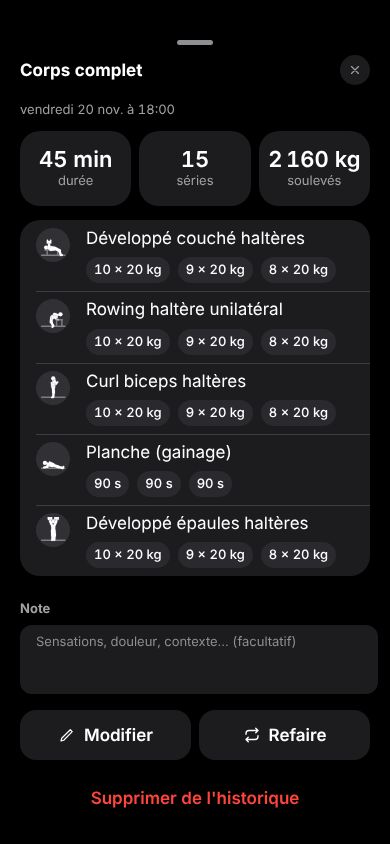 Corps complet
vendredi 20 nov. à 18:00
45 min 15 2 160 kg
durée séries soulevés
Développé couché haltères
10 × 20 kg 9 × 20 kg 8 × 20 kg
Rowing haltère unilatéral
10 × 20 kg 9 × 20 kg 8 × 20 kg
Curl biceps haltères
10 × 20 kg 9 × 20 kg 8 × 20 kg
Planche (gainage)
90 s 90 s 90 s
Développé épaules haltères
10 × 20 kg 9 × 20 kg 8 × 20 kg
Note
Sensations, douleur, contexte… (facultatif)
Modifier Refaire
Supprimer de l'historique